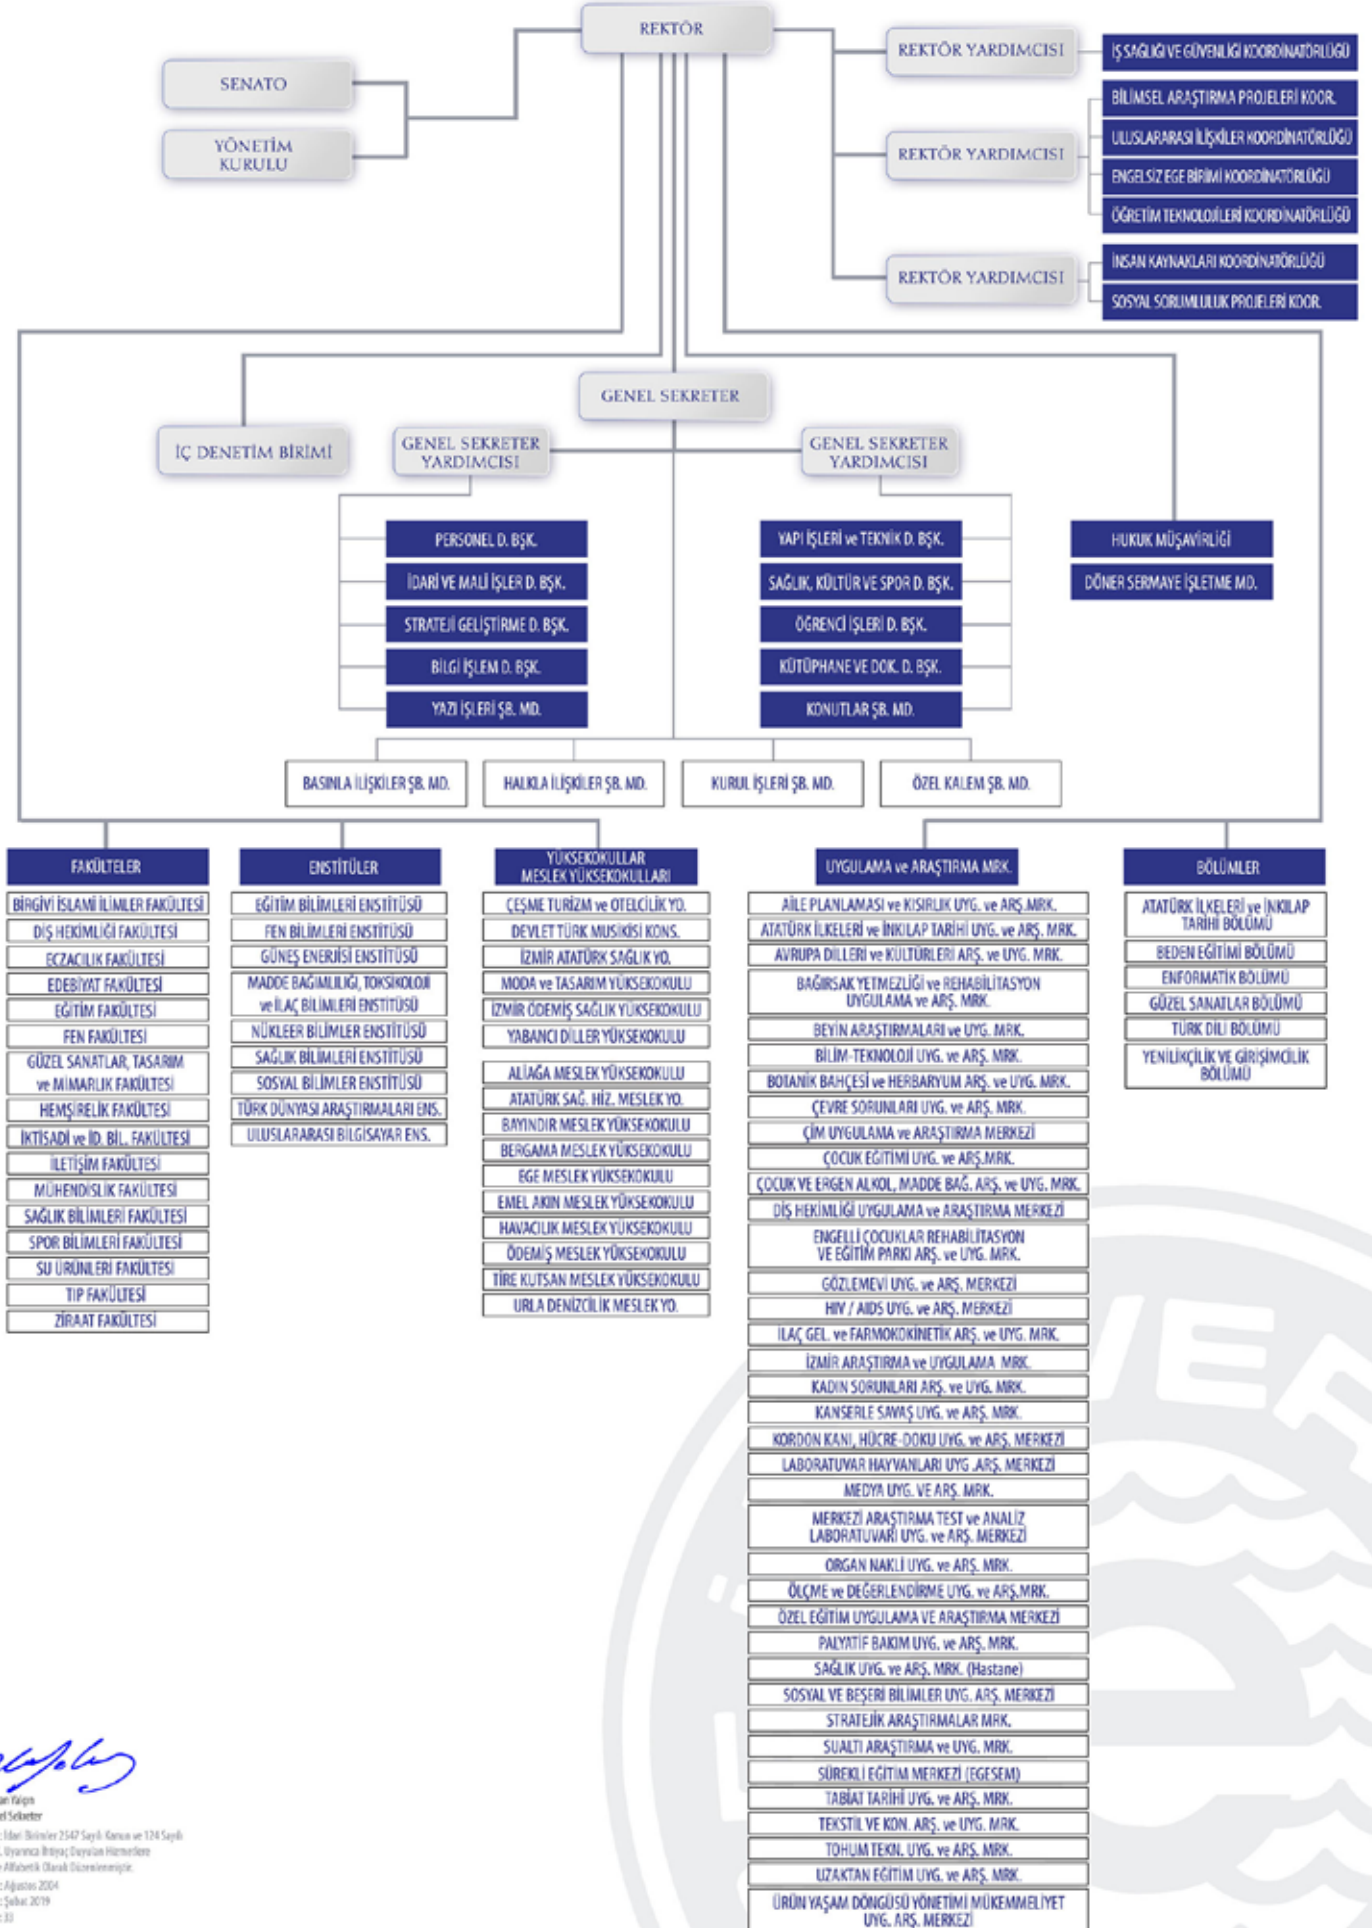 REKTÖR
SENATO
YÖNETİM
KURULU
REKTÖR YARDIMCISI
İŞ SAĞLIĞI VE GÜVENLİĞİ KOORDİNATÖRLÜĞÜ
REKTÖR YARDIMCISI
BİLİMSEL ARAŞTIRMA PROJELERİ KOOR.
ULUSLARARASI İLİŞKİLER KOORDİNATÖRLÜĞÜ
ENGELSİZ EGE BİRİMİ KOORDİNATÖRLÜĞÜ
ÖĞRETİM TEKNOLOJİLERİ KOORDİNATÖRLÜĞÜ
REKTÖR YARDIMCISI
İNSAN KAYNAKLARI KOORDİNATÖRLÜĞÜ
SOSYAL SORUMLULUK PROJELERİ KOOR.
GENEL SEKRETER
İÇ DENETİM BİRİMİ
GENEL SEKRETER
YARDIMCISI
GENEL SEKRETER
YARDIMCISI
PERSONEL D. BŞK.
İDARİ VE MALİ İŞLER D. BŞK.
STRATEJİ GELİŞTİRME D. BŞK.
BİLGİ İŞLEM D. BŞK.
YAZI İŞLERİ ŞB. MD.
YAPI İŞLERİ ve TEKNİK D. BŞK.
SAĞLIK, KÜLTÜR VE SPOR D. BŞK.
ÖĞRENCİ İŞLERİ D. BŞK.
KÜTÜPHANE VE DOK. D. BŞK.
KONUTLAR ŞB. MD.
HUKUK MÜŞAVİRLİĞİ
DÖNER SERMAYE İŞLETME MD.
BASINLA İLİŞKİLER ŞB. MD.
HALKLA İLİŞKİLER ŞB. MD.
KURUL İŞLERİ ŞB. MD.
ÖZEL KALEM ŞB. MD.
FAKÜLTELER
BİRGİVİ İSLAMİ İLİMLER FAKÜLTESİ
DİŞ HEKİMLİĞİ FAKÜLTESİ
ECZACILIK FAKÜLTESİ
EDEBİYAT FAKÜLTESİ
EĞİTİM FAKÜLTESİ
FEN FAKÜLTESİ
GÜZEL SANATLAR, TASARIM
ve MİMARLIK FAKÜLTESİ
HEMŞİRELİK FAKÜLTESİ
İKTİSADİ ve İD. BİL. FAKÜLTESİ
İLETİŞİM FAKÜLTESİ
MÜHENDİSLİK FAKÜLTESİ
SAĞLIK BİLİMLERİ FAKÜLTESİ
SPOR BİLİMLERİ FAKÜLTESİ
SU ÜRÜNLERİ FAKÜLTESİ
TIP FAKÜLTESİ
ZİRAAT FAKÜLTESİ
ENSTİTÜLER
EĞİTİM BİLİMLERİ ENSTİTÜSÜ
FEN BİLİMLERİ ENSTİTÜSÜ
GÜNEŞ ENERJİSİ ENSTİTÜSÜ
MADDE BAĞIMLILIĞI, TOKSİKOLOJİ
ve İLAÇ BİLİMLERİ ENSTİTÜSÜ
NÜKLEER BİLİMLER ENSTİTÜSÜ
SAĞLIK BİLİMLERİ ENSTİTÜSÜ
SOSYAL BİLİMLER ENSTİTÜSÜ
TÜRK DÜNYASI ARAŞTIRMALARI ENS.
ULUSLARARASI BİLGİSAYAR ENS.
YÜKSEKOKULLAR
MESLEK YÜKSEKOKULLARI
ÇEŞME TURİZM ve OTELCİLİK YO.
DEVLET TÜRK MUSİKİSİ KONS.
İZMİR ATATÜRK SAĞLIK YO.
MODA ve TASARIM YÜKSEKOKULU
İZMİR ÖDEMİŞ SAĞLIK YÜKSEKOKULU
YABANCI DİLLER YÜKSEKOKULU
ALİAĞA MESLEK YÜKSEKOKULU
ATATÜRK SAĞ. HİZ. MESLEK YO.
BAYINDIR MESLEK YÜKSEKOKULU
BERGAMA MESLEK YÜKSEKOKULU
EGE MESLEK YÜKSEKOKULU
EMEL AKIN MESLEK YÜKSEKOKULU
HAVACILIK MESLEK YÜKSEKOKULU
ÖDEMİŞ MESLEK YÜKSEKOKULU
TİRE KUTSAN MESLEK YÜKSEKOKULU
URLA DENİZCİLİK MESLEK YO.
UYGULAMA ve ARAŞTIRMA MRK.
AİLE PLANLAMASI ve KISIRLIK UYG. ve ARŞ.MRK.
ATATÜRK İLKELERİ ve İNKILAP TARİHİ UYG. ve ARŞ. MRK.
AVRUPA DİLLERİ ve KÜLTÜRLERİ ARŞ. ve UYG. MRK.
BAĞIRSAK YETMEZLİĞİ ve REHABİLİTASYON
UYGULAMA ve ARŞ. MRK.
BEYİN ARAŞTIRMALARI ve UYG. MRK.
BİLİM-TEKNOLOJİ UYG. ve ARŞ. MRK.
BOTANİK BAHÇESİ ve HERBARYUM ARŞ. ve UYG. MRK.
ÇEVRE SORUNLARI UYG. ve ARŞ. MRK.
ÇİM UYGULAMA ve ARAŞTIRMA MERKEZİ
ÇOCUK EĞİTİMİ UYG. ve ARŞ.MRK.
ÇOCUK VE ERGEN ALKOL, MADDE BAĞ. ARŞ. ve UYG. MRK.
DİŞ HEKİMLİĞİ UYGULAMA ve ARAŞTIRMA MERKEZİ
ENGELLİ ÇOCUKLAR REHABİLİTASYON
VE EĞİTİM PARKI ARŞ. ve UYG. MRK.
GÖZLEMEVİ UYG. ve ARŞ. MERKEZİ
HIV / AIDS UYG. ve ARŞ. MERKEZİ
İLAÇ GEL. ve FARMOKOKİNETİK ARŞ. ve UYG. MRK.
İZMİR ARAŞTIRMA ve UYGULAMA MRK.
KADIN SORUNLARI ARŞ. ve UYG. MRK.
KANSERLE SAVAŞ UYG. ve ARŞ. MRK.
KORDON KANI, HÜCRE-DOKU UYG. ve ARŞ. MERKEZİ
LABORATUVAR HAYVANLARI UYG .ARŞ. MERKEZİ
MEDYA UYG. VE ARŞ. MRK.
MERKEZİ ARAŞTIRMA TEST ve ANALİZ
LABORATUVARI UYG. ve ARŞ. MERKEZİ
ORGAN NAKLİ UYG. ve ARŞ. MRK.
ÖLÇME ve DEĞERLENDİRME UYG. ve ARŞ.MRK.
ÖZEL EĞİTİM UYGULAMA VE ARAŞTIRMA MERKEZİ
PALYATİF BAKIM UYG. ve ARŞ. MRK.
SAĞLIK UYG. ve ARŞ. MRK. (Hastane)
SOSYAL VE BEŞERİ BİLİMLER UYG. ARŞ. MERKEZİ
STRATEJİK ARAŞTIRMALAR MRK.
SUALTI ARAŞTIRMA ve UYG. MRK.
SÜREKLİ EĞİTİM MERKEZİ (EGESEM)
TABİAT TARİHİ UYG. ve ARŞ. MRK.
TEKSTİL VE KON. ARŞ. ve UYG. MRK.
TOHUM TEKN. UYG. ve ARŞ. MRK.
UZAKTAN EĞİTİM UYG. ve ARŞ. MRK.
ÜRÜN YAŞAM DÖNGÜSÜ YÖNETİMİ MÜKEMMELİYET
UYG. ARŞ. MERKEZİ
BÖLÜMLER
ATATÜRK İLKELERİ ve İNKILAP
TARİHİ BÖLÜMÜ
BEDEN EĞİTİMİ BÖLÜMÜ
ENFORMATİK BÖLÜMÜ
GÜZEL SANATLAR BÖLÜMÜ
TÜRK DİLİ BÖLÜMÜ
YENİLİKÇİLİK VE GİRİŞİMCİLİK
BÖLÜMÜ
Sekreter
: İdari Birimler 2547 Sayılı Kanun ve 124 Sayılı
Uyarınca İhtiyaç Duyulan Hizmetlere
Alfabetik Olarak Düzenlenmiştir.
: Ağustos 2004
: Şubat 2019
: 33